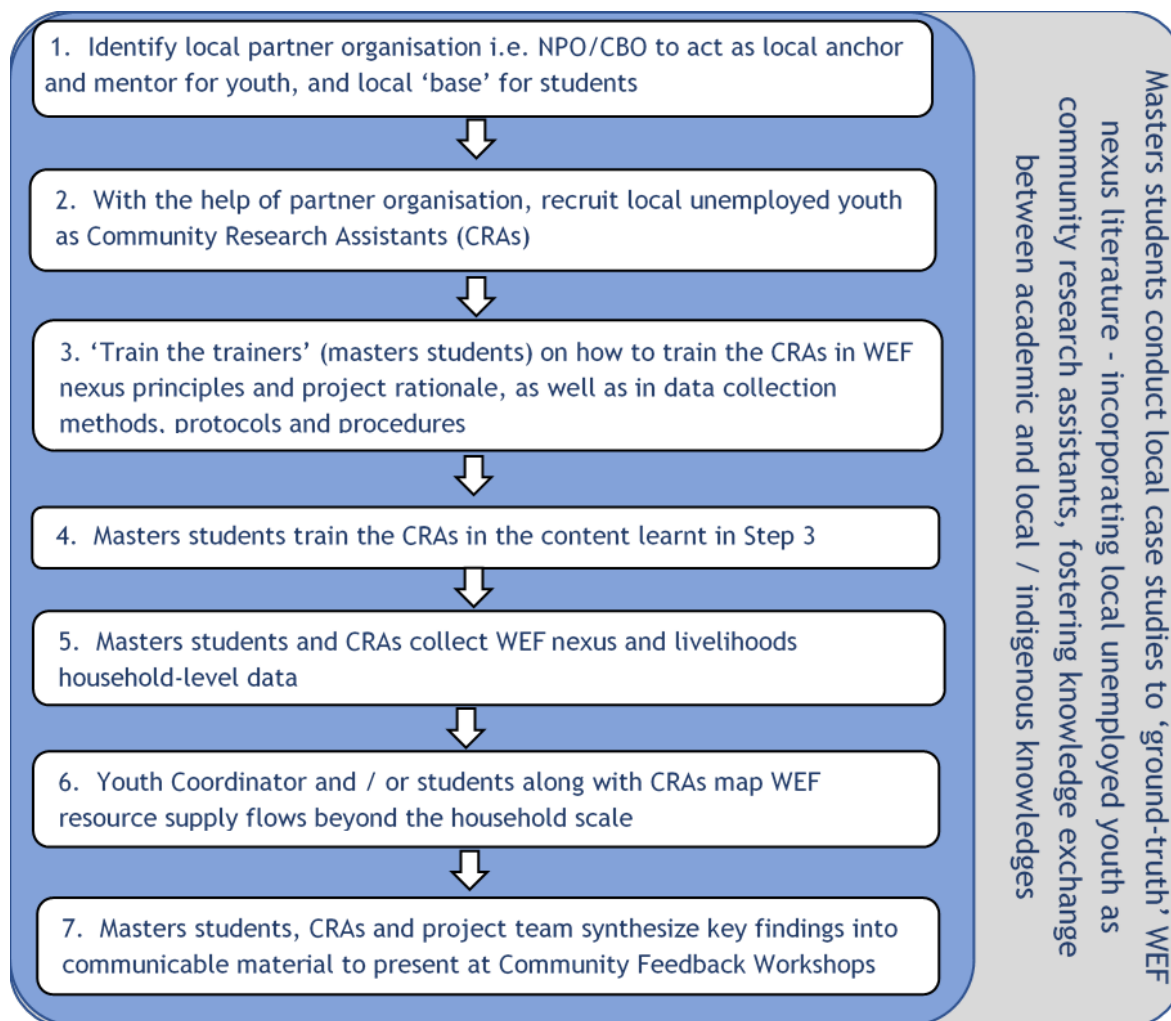 1. Identify local partner organisation i.e. NPO/CBO to act as local anchor
and mentor for youth, and local ‘base’ for students
2. With the help of partner organisation, recruit local unemployed youth
as Community Research Assistants (CRAs)
3. ‘Train the trainers’ (masters students) on how to train the CRAs in WEF
nexus principles and project rationale, as well as in data collection
methods, protocols and procedures
4. Masters students train the CRAs in the content learnt in Step 3
5. Masters students and CRAs collect WEF nexus and livelihoods
household-level data
6. Youth Coordinator and / or students along with CRAs map WEF
resource supply flows beyond the household scale
7. Masters students, CRAs and project team synthesize key findings into
communicable material to present at Community Feedback Workshops
Masters students conduct local case studies to ‘ground-truth’ WEF
nexus literature - incorporating local unemployed youth as
community research assistants, fostering knowledge exchange
between academic and local / indigenous knowledges